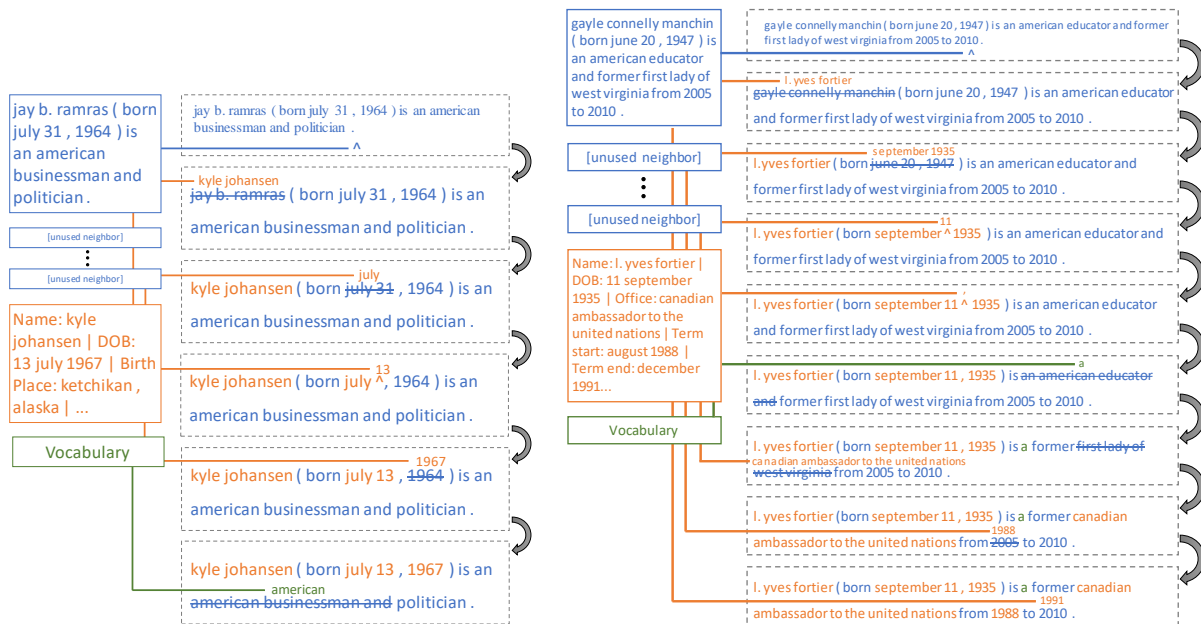 jay b. ramras ( born
july 31 , 1964 ) is
an american
businessman and
politician .
[unused neighbor]
[unused neighbor]
Name: kyle
johansen | DOB:
13 july 1967 | Birth
Place: ketchikan ,
alaska | ...
Vocabulary
jay b. ramras ( born july 31 , 1964 ) is an american
businessman and politician .
^
kyle johansen
jay b. ramras ( born july 31 , 1964 ) is an
american businessman and politician .
july
kyle johansen ( born july 31 , 1964 ) is an
american businessman and politician .
13
kyle johansen ( born july ^, 1964 ) is an
american businessman and politician .
1967
kyle johansen ( born july 13 , 1964 ) is an
american businessman and politician .
kyle johansen ( born july 13 , 1967 ) is an
american
american businessman and politician .
gayle connelly manchin
( born june 20 , 1947 ) is
an american educator
and former first lady of
west virginia from 2005
to 2010 .
[unused neighbor]
[unused neighbor]
Name: l. yves fortier |
DOB: 11 september
1935 | Office: canadian
ambassador to the
united nations | Term
start: august 1988 |
Term end: december
1991...
Vocabulary
gayle connelly manchin ( born june 20 , 1947 ) is an american educator and former
first lady of west virginia from 2005 to 2010 .
^
l. yves fortier
gayle connelly manchin ( born june 20 , 1947 ) is an american educator
and former first lady of west virginia from 2005 to 2010 .
september 1935
l. yves fortier ( born june 20 , 1947 ) is an american educator and
former first lady of west virginia from 2005 to 2010 .
11
l. yves fortier (born september ^ 1935 ) is an american educator and
former first lady of west virginia from 2005 to 2010 .
,
l. yves fortier (born september 11 ^ 1935 ) is an american educator
and former first lady of west virginia from 2005 to 2010 .
a
l. yves fortier (born september 11 , 1935 ) is an american educator
and former first lady of west virginia from 2005 to 2010 .
l. yves fortier (born september 11 , 1935 ) is a former first lady of
canadian ambassador to the united nations
west virginia from 2005 to 2010 .
l. yves fortier (born september 11 , 1935 ) is a former canadian
1988
ambassador to the united nations from 2005 to 2010 .
l. yves fortier (born september 11 , 1935 ) is a former canadian
1991
ambassador to the united nations from 1988 to 2010 .